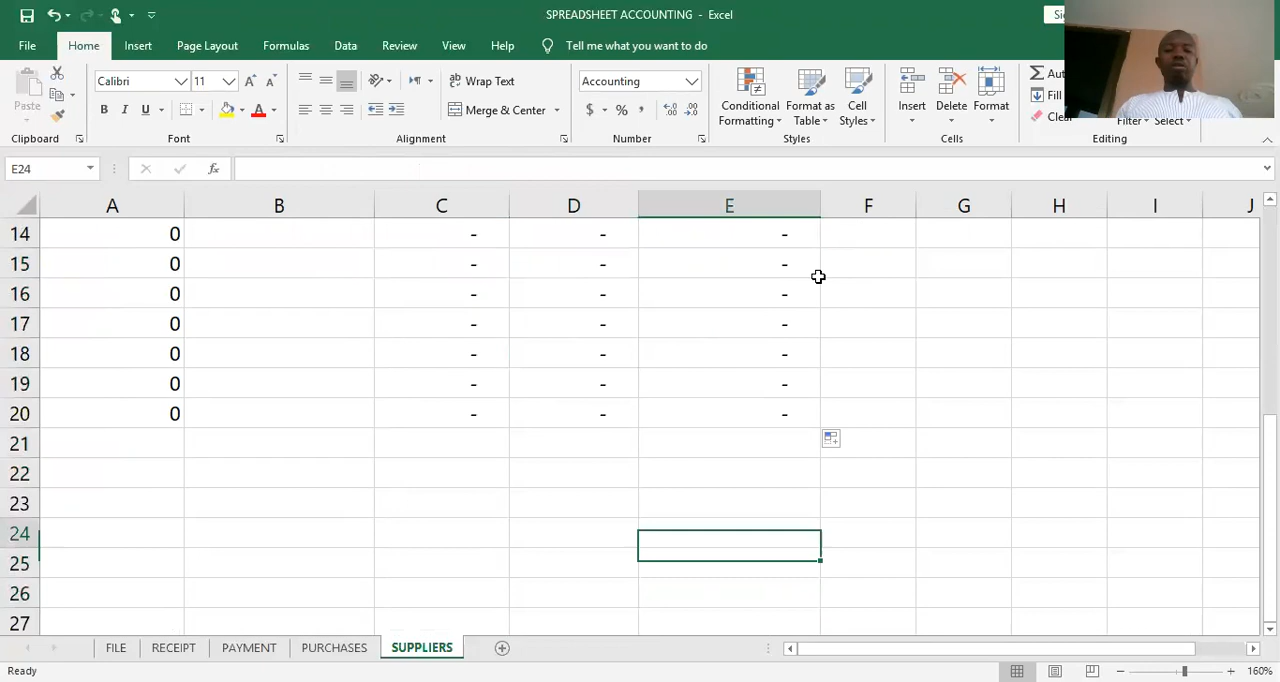 SPREADSHEET ACCOUNTING - Excel
File Home Insert Page Layout Formulas Data Review View Help Tell me what you want to do
Calibri 11 Wrap Text Accounting
Paste B I U Merge & Center $ % Conditional Formatting Format as Table Cell Styles Insert Delete Format Fill Filter Select
Clipboard Font Alignment Number Styles Cells Editing
E24 fx
A B C D E F G H I J
14 0 - - -
15 0 - - -
16 0 - - -
17 0 - - -
18 0 - - -
19 0 - - -
20 0 - - -
21
22
23
24
25
26
27
FILE RECEIPT PAYMENT PURCHASES SUPPLIERS
Ready 160%